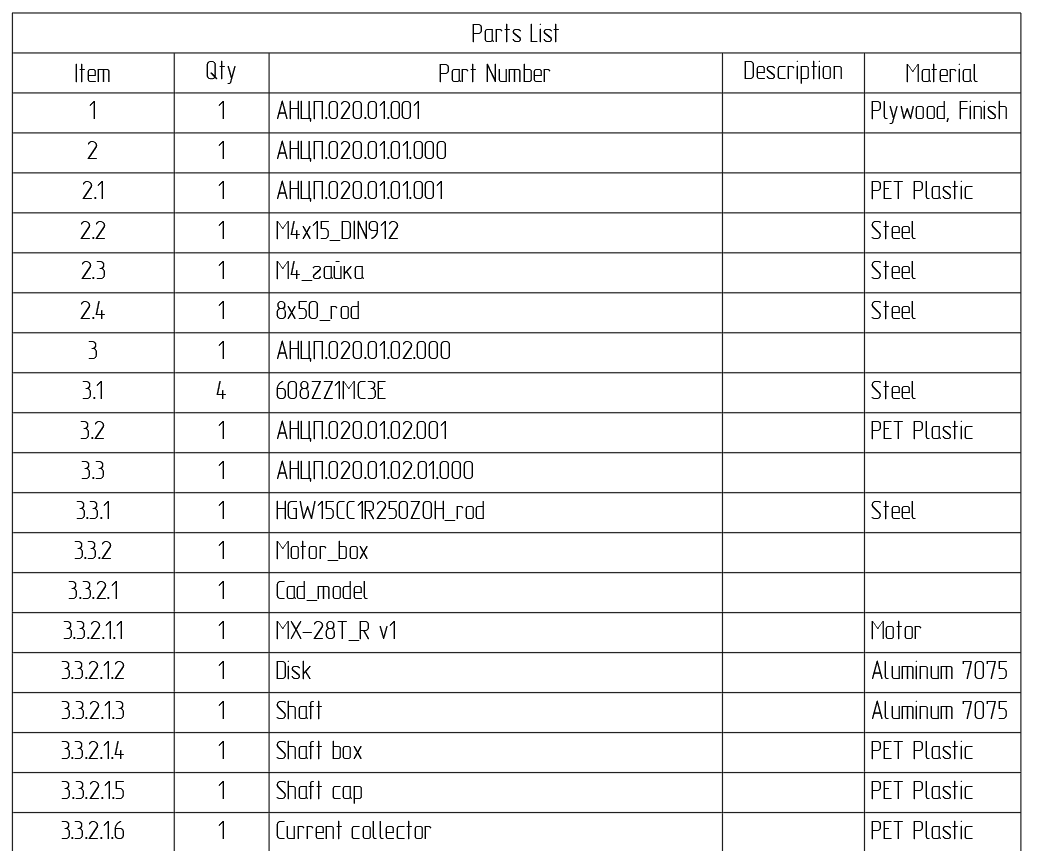 Parts List
Item Qty Part Number Description Material
1 1 АНЦП.020.01.001 Plywood, Finish
2 1 АНЦП.020.01.01.000
2.1 1 АНЦП.020.01.01.001 PET Plastic
2.2 1 M4x15_DIN912 Steel
2.3 1 M4_гайка Steel
2.4 1 8x50_rod Steel
3 1 АНЦП.020.01.02.000
3.1 4 608ZZ1MC3E Steel
3.2 1 АНЦП.020.01.02.001 PET Plastic
3.3 1 АНЦП.020.01.02.01.000
3.3.1 1 HGW15CC1R250Z0H_rod Steel
3.3.2 1 Motor_box
3.3.2.1 1 Cad_model
3.3.2.1.1 1 MX-28T_R v1 Motor
3.3.2.1.2 1 Disk Aluminum 7075
3.3.2.1.3 1 Shaft Aluminum 7075
3.3.2.1.4 1 Shaft box PET Plastic
3.3.2.1.5 1 Shaft cap PET Plastic
3.3.2.1.6 1 Current collector PET Plastic